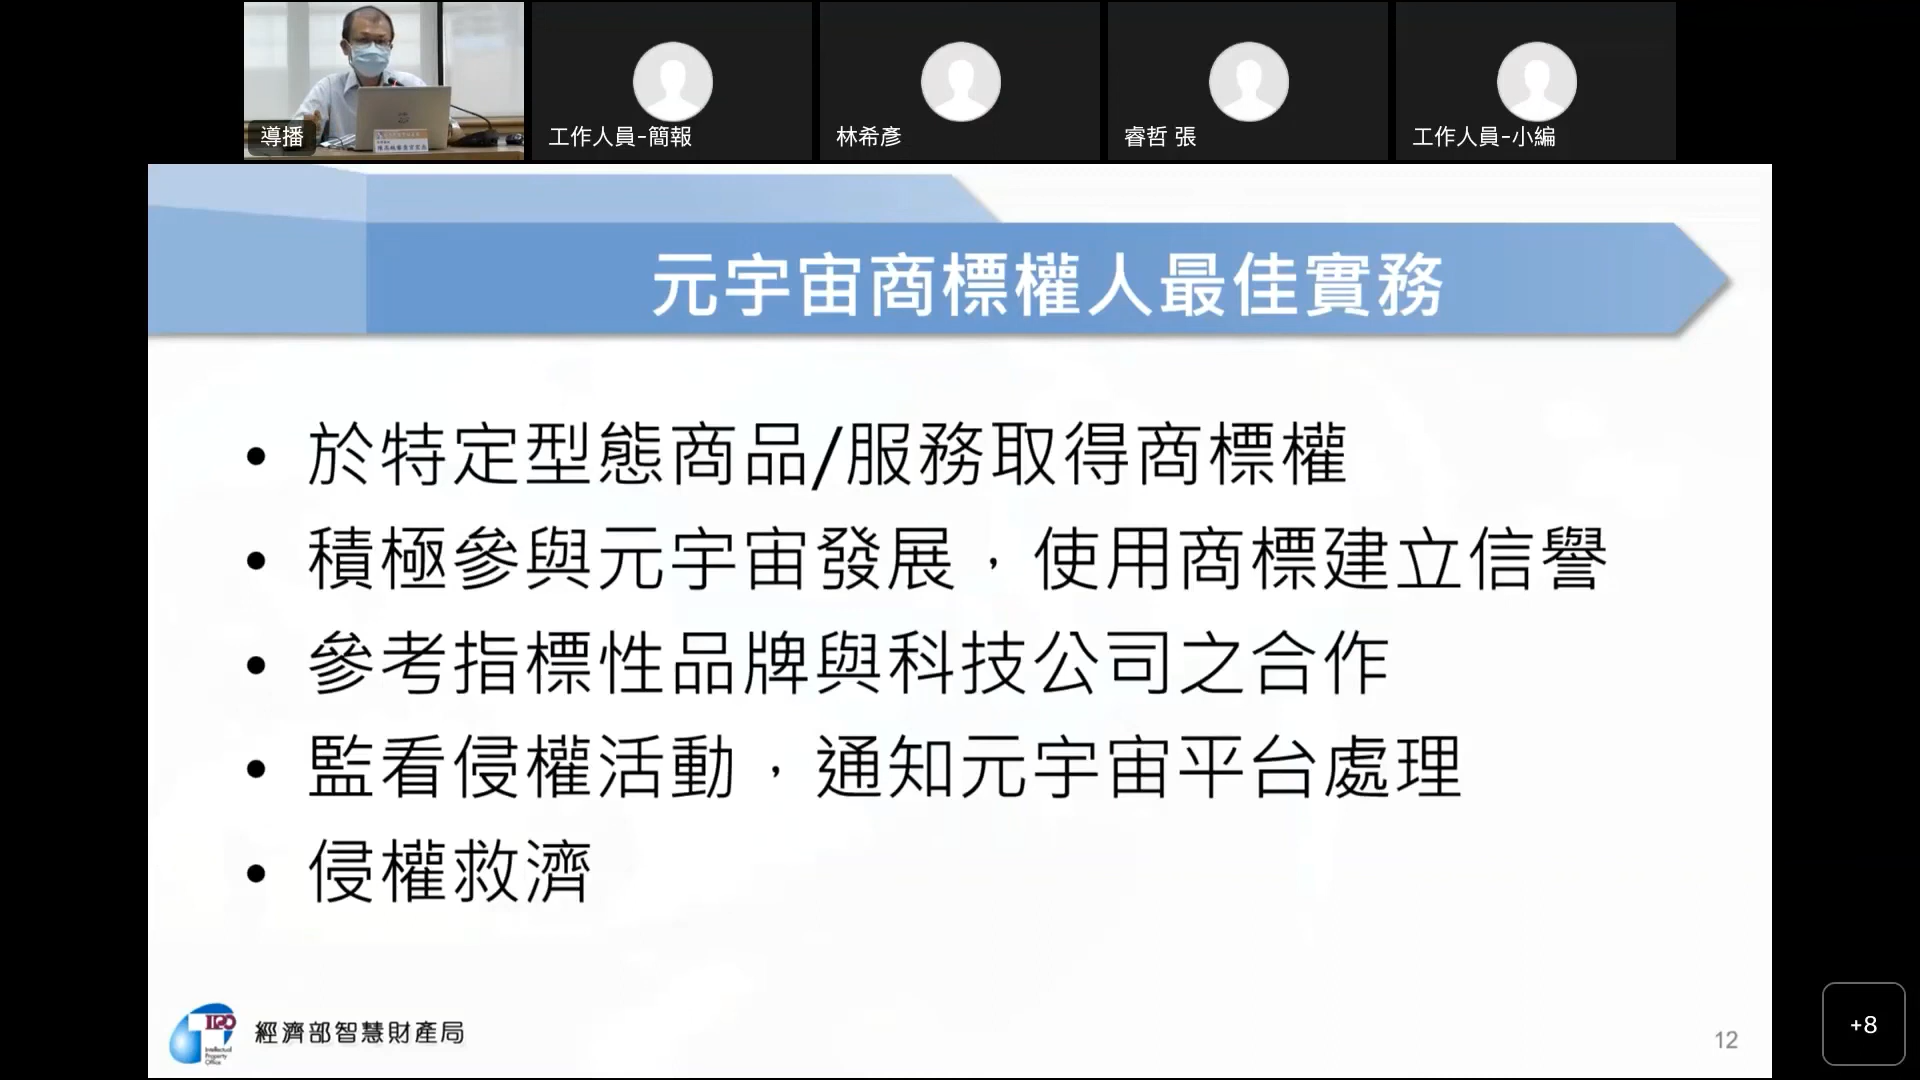 導播
工作人員-簡報
林希彥
睿哲 張
工作人員-小編
元宇宙商標權人最佳實務
• 於特定型態商品/服務取得商標權
• 積極參與元宇宙發展，使用商標建立信譽
• 參考指標性品牌與科技公司之合作
• 監看侵權活動，通知元宇宙平台處理
• 侵權救濟
TIPO
Intellectual
Property
Office
經濟部智慧財產局
12
+8